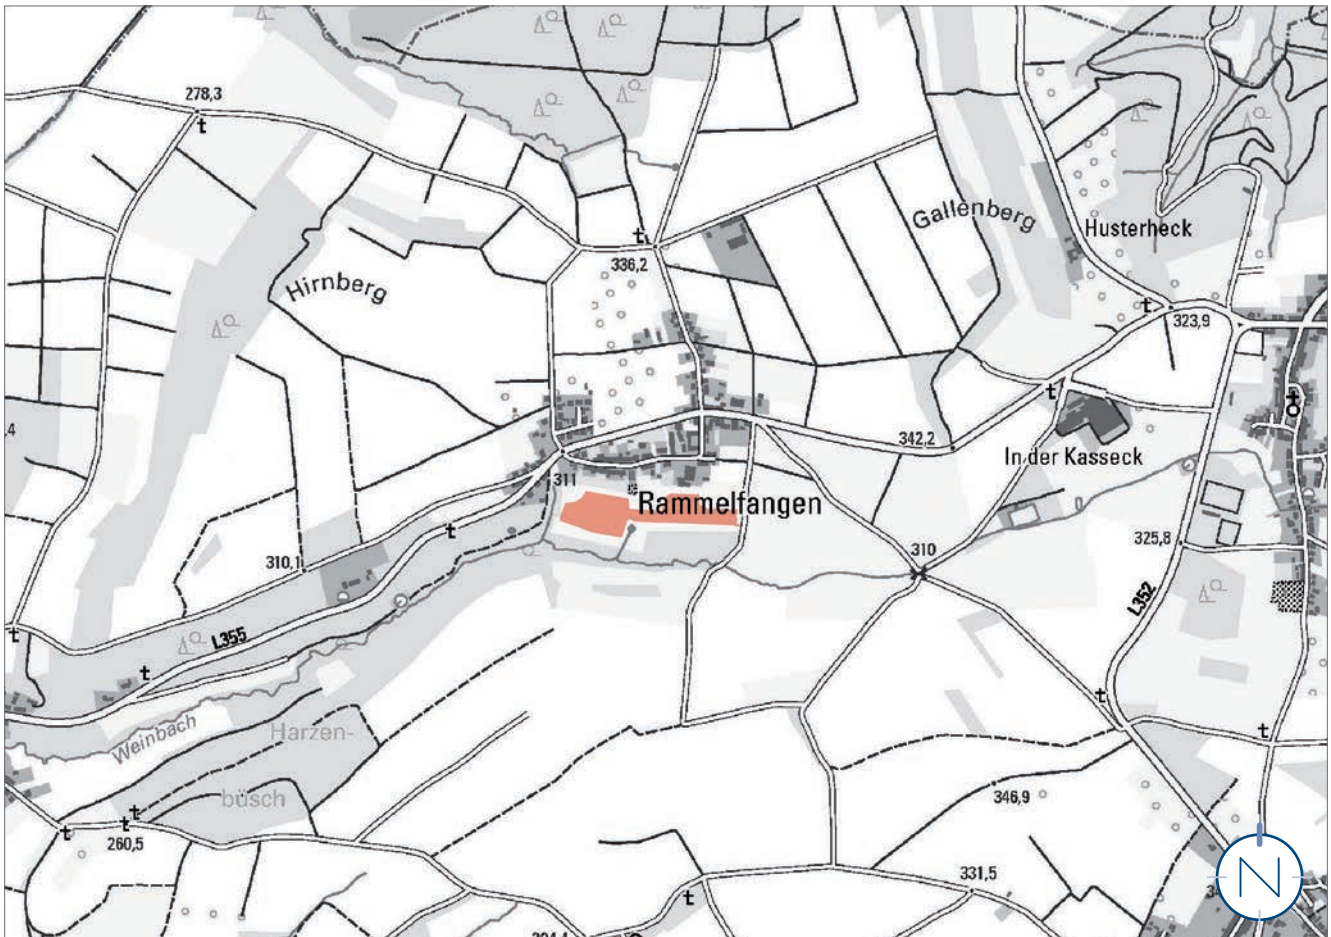 278,3
Gallenberg
Husterheck
336,2
Hirnberg
323,9
342,2
In der Kasseck
311
Rammelfangen
310,1
310
325,8
L352
L355
Weinbach
Harzen-
büsch
346,9
260,5
331,5
N